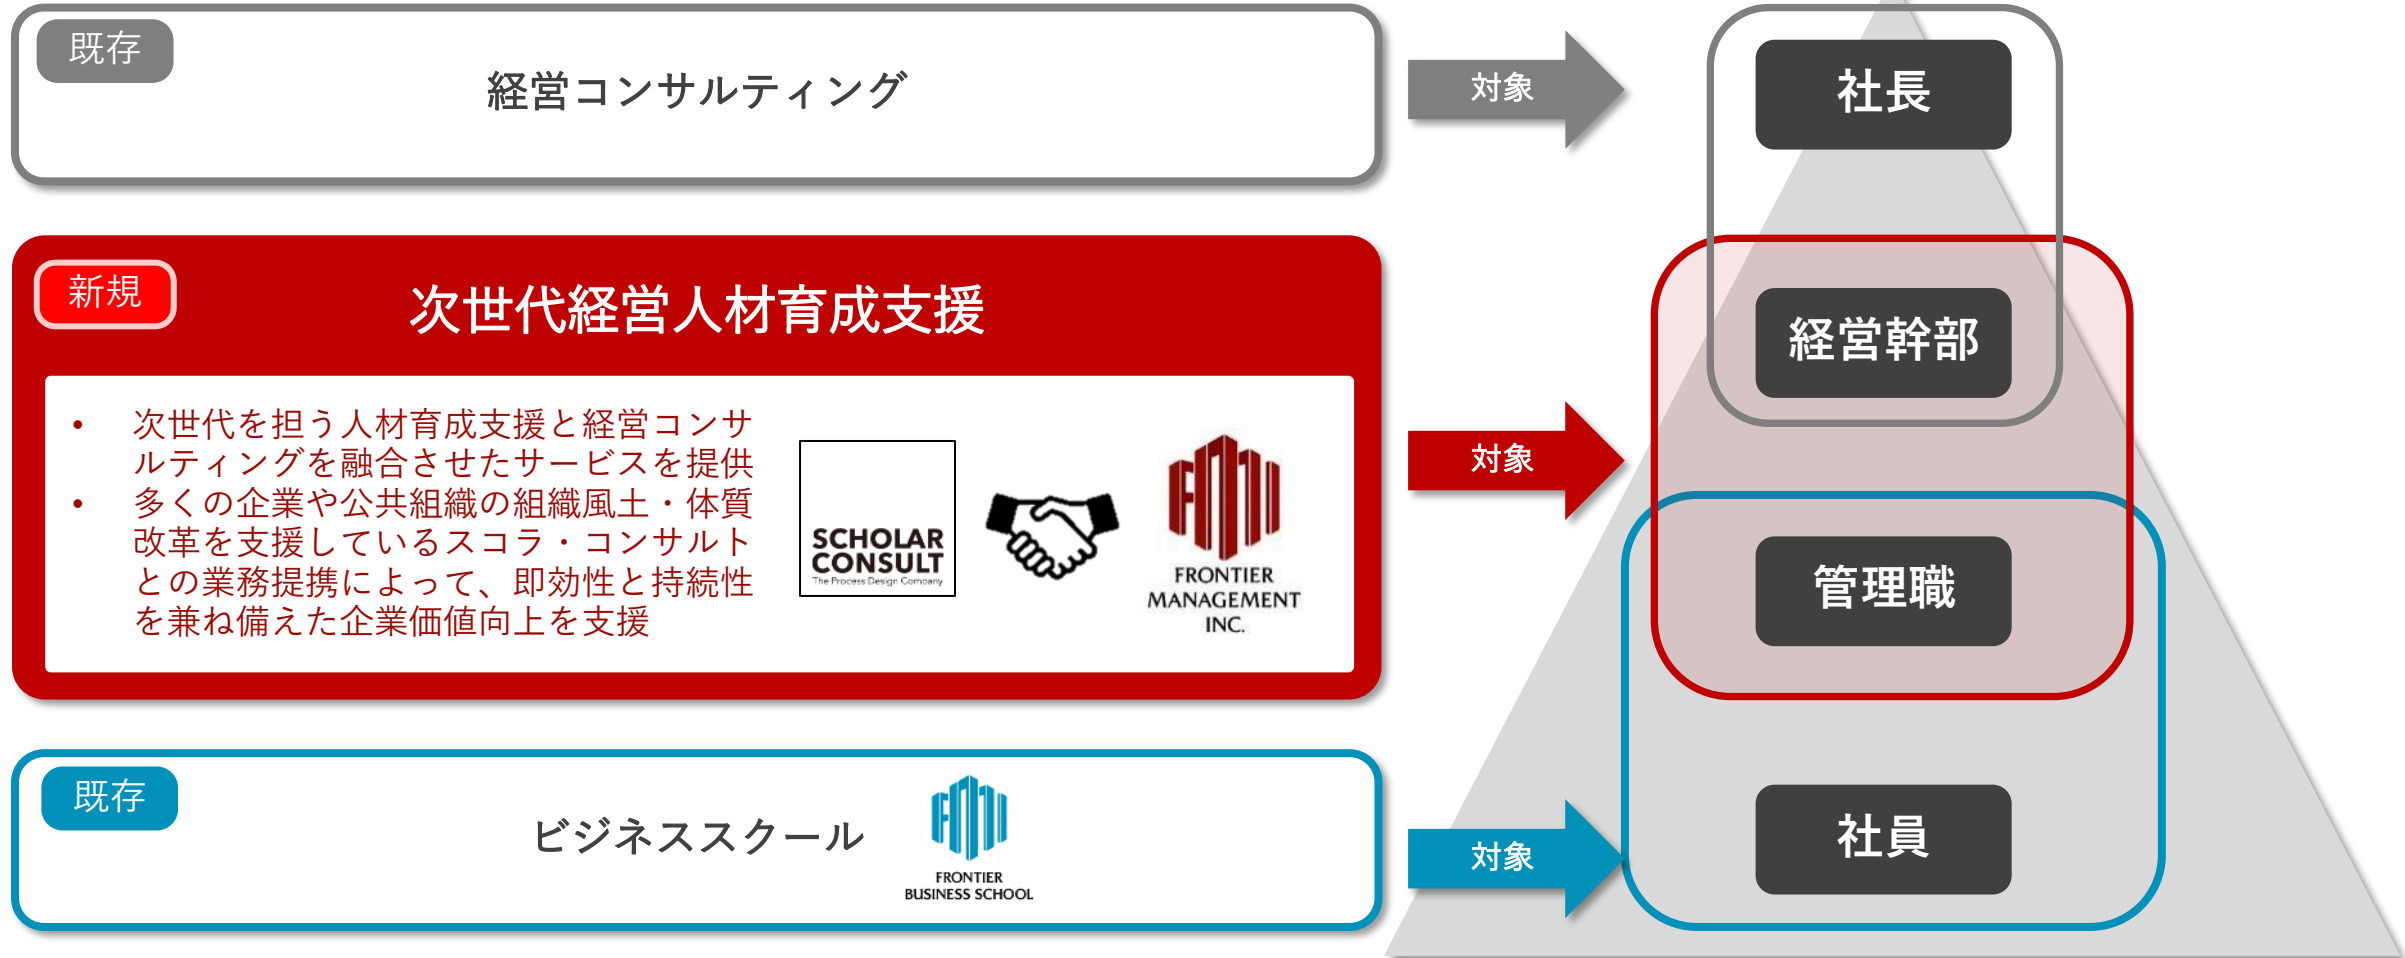 既存
経営コンサルティング
対象
社長
新規
次世代経営人材育成支援
経営幹部
• 次世代を担う人材育成支援と経営コンサ
ルティングを融合させたサービスを提供
• 多くの企業や公共組織の組織風土・体質
改革を支援しているスコラ・コンサルト
との業務提携によって、即効性と持続性
を兼ね備えた企業価値向上を支援
SCHOLAR
CONSULT
The Process Design Company
FRONTIER
MANAGEMENT
INC.
対象
管理職
既存
ビジネススクール
FRONTIER
BUSINESS SCHOOL
対象
社員